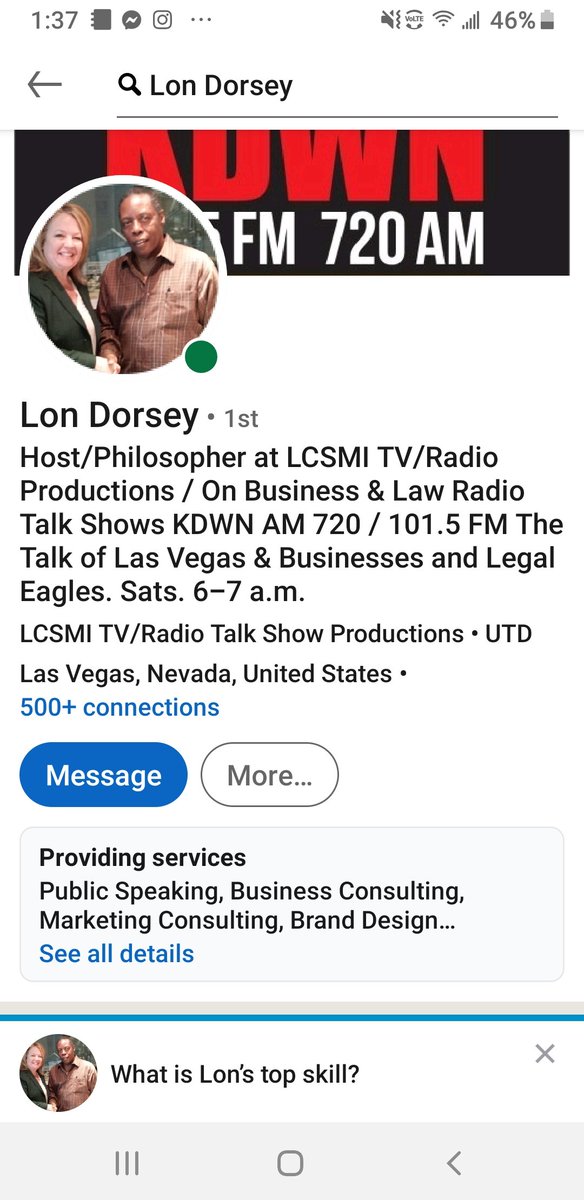 1:37 ··· VoLTE 46%
Lon Dorsey
KDWN
5 FM 720 AM
Lon Dorsey • 1st
Host/Philosopher at LCSMI TV/Radio
Productions / On Business & Law Radio
Talk Shows KDWN AM 720 / 101.5 FM The
Talk of Las Vegas & Businesses and Legal
Eagles. Sats. 6–7 a.m.
LCSMI TV/Radio Talk Show Productions • UTD
Las Vegas, Nevada, United States •
500+ connections
Message More...
Providing services
Public Speaking, Business Consulting,
Marketing Consulting, Brand Design...
See all details
What is Lon’s top skill?